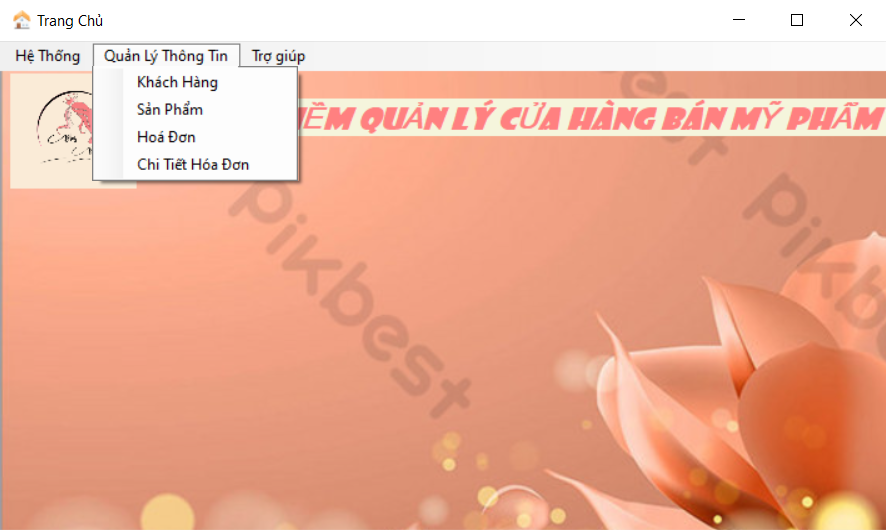 Trang Chủ
Hệ Thống Quản Lý Thông Tin Trợ giúp
Khách Hàng
Sản Phẩm
Hoá Đơn
Chi Tiết Hóa Đơn
QUẢN LÝ CỬA HÀNG BÁN MỸ PHẨM
pikbest
pikbest